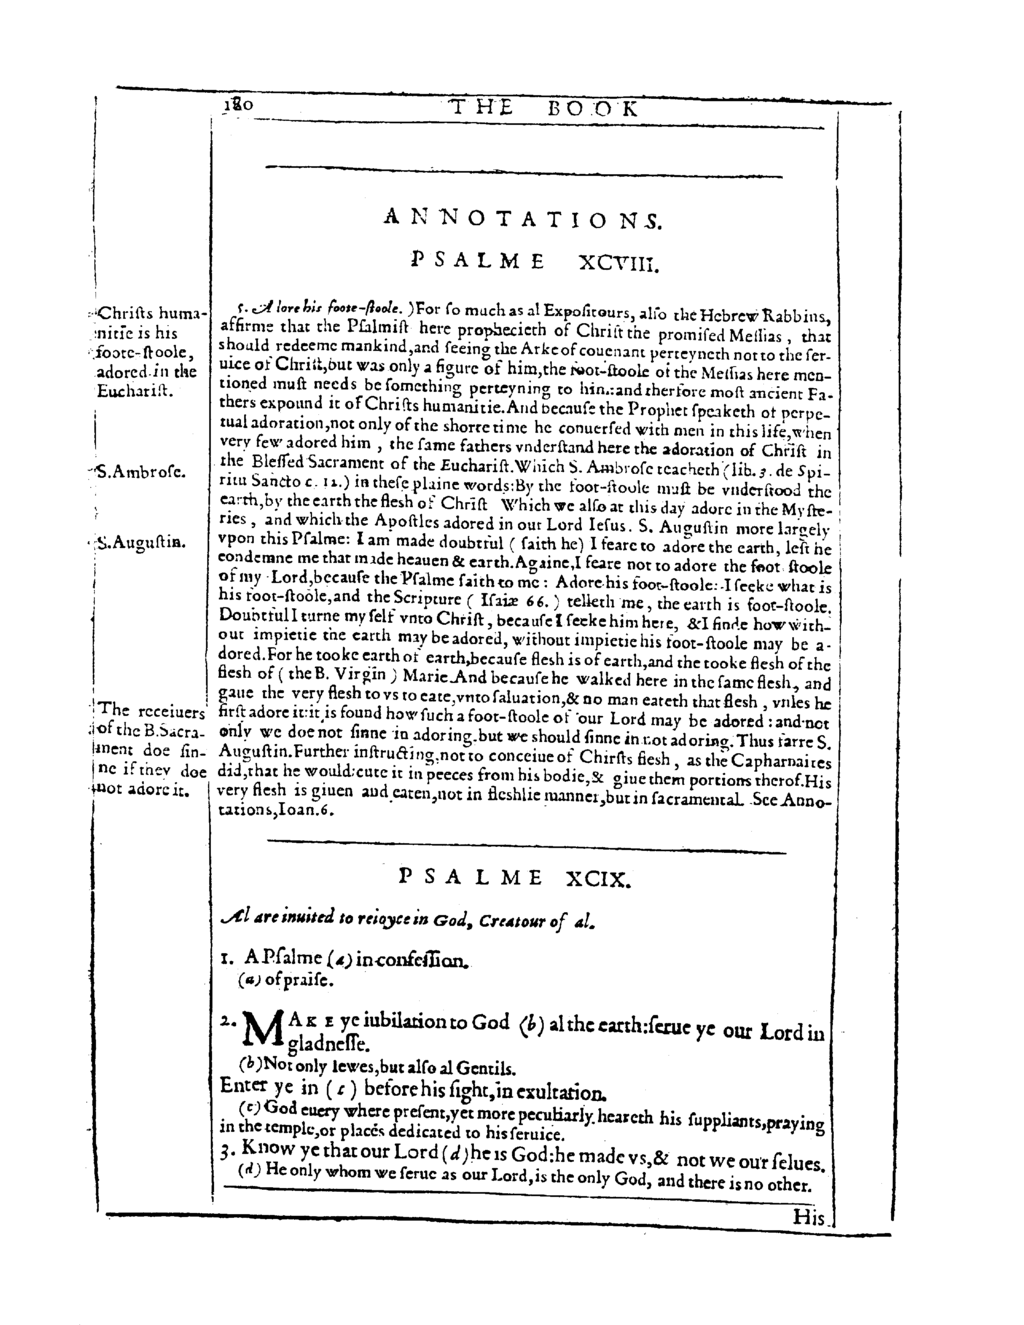 180 THE BOOK
ANNOTATIONS.
PSALME XCVIII.
Chriſts huma-
nitie is his
foote-ſtoole,
adored in the
Euchariſt.
S. Ambroſe.
S. Auguſtin.
The receiuers
of the B. Sacra-
ment doe ſin-
ne if they doe
not adore it.
5. Adore his foote-ſtoole. ) For ſo much as al Expoſitours, alſo the Hebrew Rabbins,
affirme that the Pſalmiſt here prophecieth of Chriſt the promiſed Meſſias, that
should redeeme mankind, and ſeeing the Arke of couenant perteyneth not to the ſer-
uice of Chriſt, but was only a figure of him, the foot-ſtoole of the Meſſias here men-
tioned muſt needs be ſomething perteyning to him: and therfore moſt ancient Fa-
thers expound it of Chriſts humanitie. And becauſe the Prophet ſpeaketh of perpe-
tual adoration, not only of the shorte time he conuerſed with men in this life, when
very few adored him, the ſame fathers vnderſtand here the adoration of Chriſt in
the Bleſſed Sacrament of the Euchariſt. Which S. Ambroſe teacheth (lib. 3. de Spi-
ritu Sancto c. 12.) in theſe plaine words: By the foot-ſtoole muſt be vnderſtood the
earth, by the earth the flesh of Chriſt Which we alſo at this day adore in the Myſte-
ries, and which the Apoſtles adored in our Lord Ieſus. S. Auguſtin more largely
vpon this Pſalme: I am made doubtful ( ſaith he) I feare to adore the earth, leſt he
condemne me that made heauen & earth. Againe, I feare not to adore the foot ſtoole
of my Lord, becauſe the Pſalme ſaith to me: Adore his foot-ſtoole: I ſeeke what is
his foot-ſtoole, and the Scripture ( Iſaiæ 66. ) telleth me, the earth is foot-ſtoole.
Doubtful I turne my ſelf vnto Chriſt, becauſe I ſeeke him here, & I finde how with-
out impietie the earth may be adored, without impietie his foot-ſtoole may be a-
dored. For he tooke earth of earth, becauſe flesh is of earth, and the tooke flesh of the
flesh of ( the B. Virgin ) Marie. And becauſe he walked here in the ſame flesh, and
gaue the very flesh to vs to eate, vnto ſaluation, & no man eateth that flesh, vnles he
firſt adore it: it is found how ſuch a foot-ſtoole of our Lord may be adored: and not
only we doe not ſinne in adoring. but we should ſinne in not adoring. Thus farre S.
Auguſtin. Further inſtructing, not to conceiue of Chirſts flesh, as the Capharnaites
did, that he would cute it in peeces from his bodie, & giue them portions therof. His
very flesh is giuen and eaten, not in fleshlie manner, but in ſacramental. See Anno-
tations, Ioan. 6.
PSALME XCIX.
Al are inuited to reioyce in God, Creatour of al.
1. A Pſalme (a) in confeſſion.
(a) of praiſe.
2. MAKE ye iubilation to God (b) al the earth: ſerue ye our Lord in
gladneſſe.
(b) Not only Iewes, but alſo al Gentils.
Enter ye in (c) before his ſight, in exultation.
(c) God euery where preſent, yet more peculiarly heareth his ſuppliants, praying
in the temple, or places dedicated to his ſeruice.
3. Know ye that our Lord (d) he is God: he made vs, & not we our ſelues.
(d) He only whom we ſerue as our Lord, is the only God, and there is no other.
His